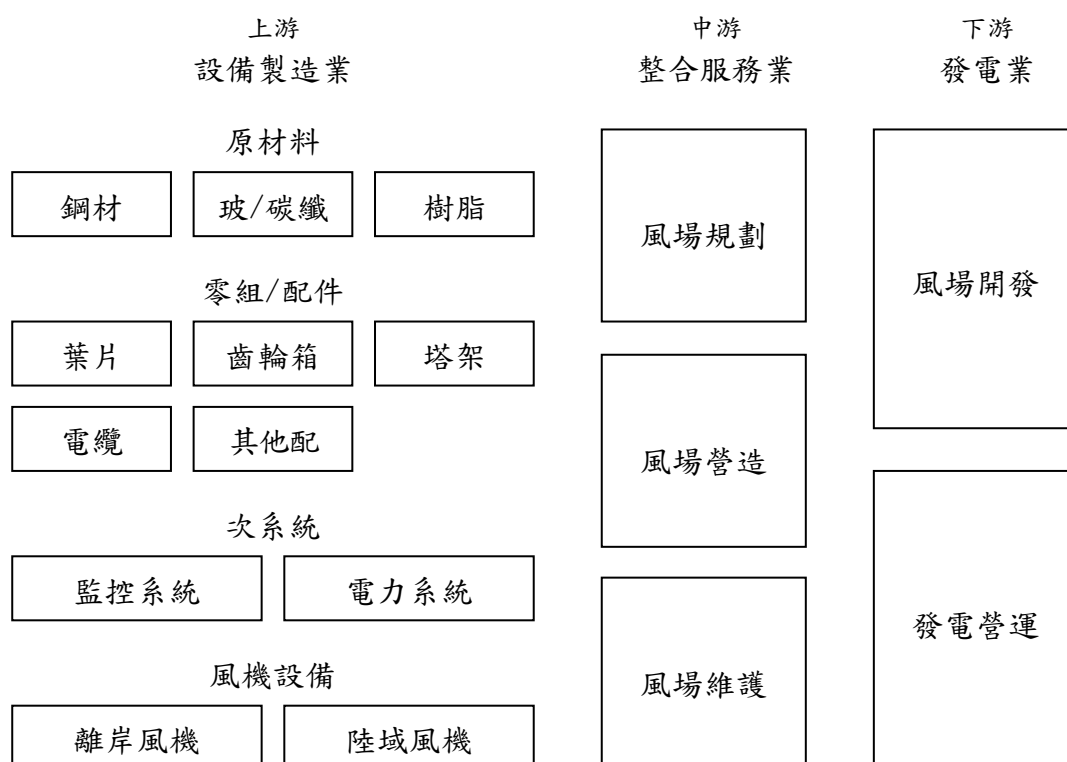 上游
設備製造業
原材料
鋼材
玻/碳纖
樹脂
零組/配件
葉片
齒輪箱
塔架
電纜
其他配
次系統
監控系統
電力系統
風機設備
離岸風機
陸域風機
中游
整合服務業
風場規劃
風場營造
風場維護
下游
發電業
風場開發
發電營運